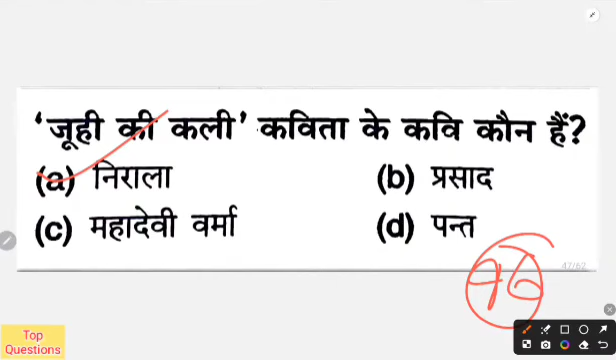 'जूही की कली' कविता के कवि कौन हैं?
(a) निराला (b) प्रसाद
(c) महादेवी वर्मा (d) पन्त
47/62
Top
Questions